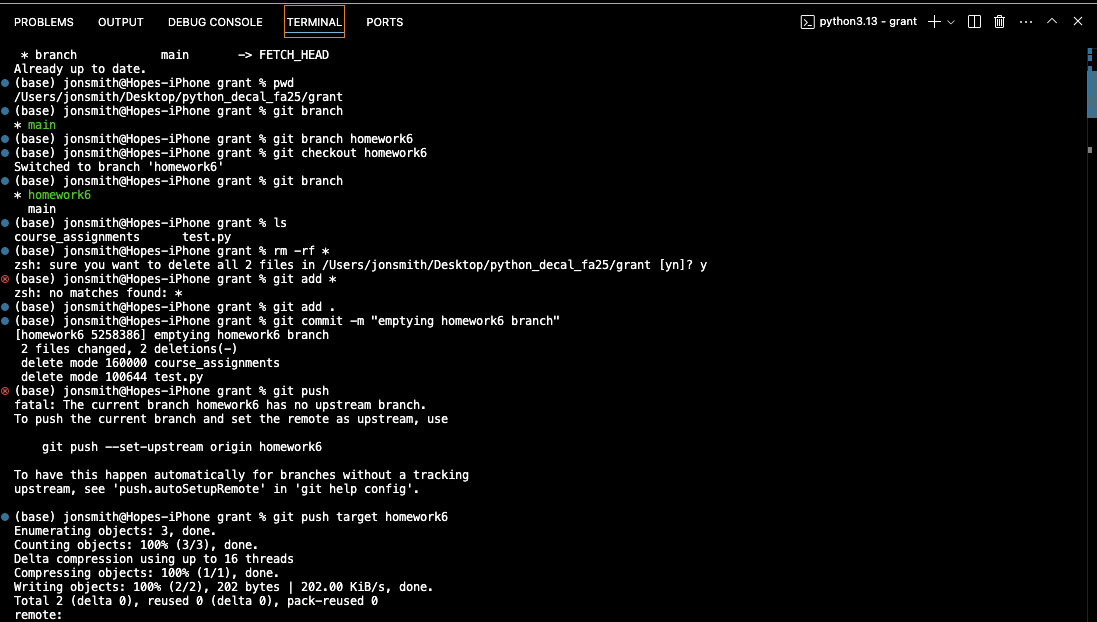 PROBLEMS OUTPUT DEBUG CONSOLE TERMINAL PORTS python3.13 - grant
* branch            main       -> FETCH_HEAD
Already up to date.
(base) jonsmith@Hopes-iPhone grant % pwd
/Users/jonsmith/Desktop/python_decal_fa25/grant
(base) jonsmith@Hopes-iPhone grant % git branch
* main
(base) jonsmith@Hopes-iPhone grant % git branch homework6
(base) jonsmith@Hopes-iPhone grant % git checkout homework6
Switched to branch 'homework6'
(base) jonsmith@Hopes-iPhone grant % git branch
* homework6
main
(base) jonsmith@Hopes-iPhone grant % ls
course_assignments      test.py
(base) jonsmith@Hopes-iPhone grant % rm -rf *
zsh: sure you want to delete all 2 files in /Users/jonsmith/Desktop/python_decal_fa25/grant [yn]? y
(base) jonsmith@Hopes-iPhone grant % git add *
zsh: no matches found: *
(base) jonsmith@Hopes-iPhone grant % git add .
(base) jonsmith@Hopes-iPhone grant % git commit -m "emptying homework6 branch"
[homework6 5258386] emptying homework6 branch
2 files changed, 2 deletions(-)
delete mode 160000 course_assignments
delete mode 100644 test.py
(base) jonsmith@Hopes-iPhone grant % git push
fatal: The current branch homework6 has no upstream branch.
To push the current branch and set the remote as upstream, use
git push --set-upstream origin homework6
To have this happen automatically for branches without a tracking
upstream, see 'push.autoSetupRemote' in 'git help config'.
(base) jonsmith@Hopes-iPhone grant % git push target homework6
Enumerating objects: 3, done.
Counting objects: 100% (3/3), done.
Delta compression using up to 16 threads
Compressing objects: 100% (1/1), done.
Writing objects: 100% (2/2), 202 bytes | 202.00 KiB/s, done.
Total 2 (delta 0), reused 0 (delta 0), pack-reused 0
remote: